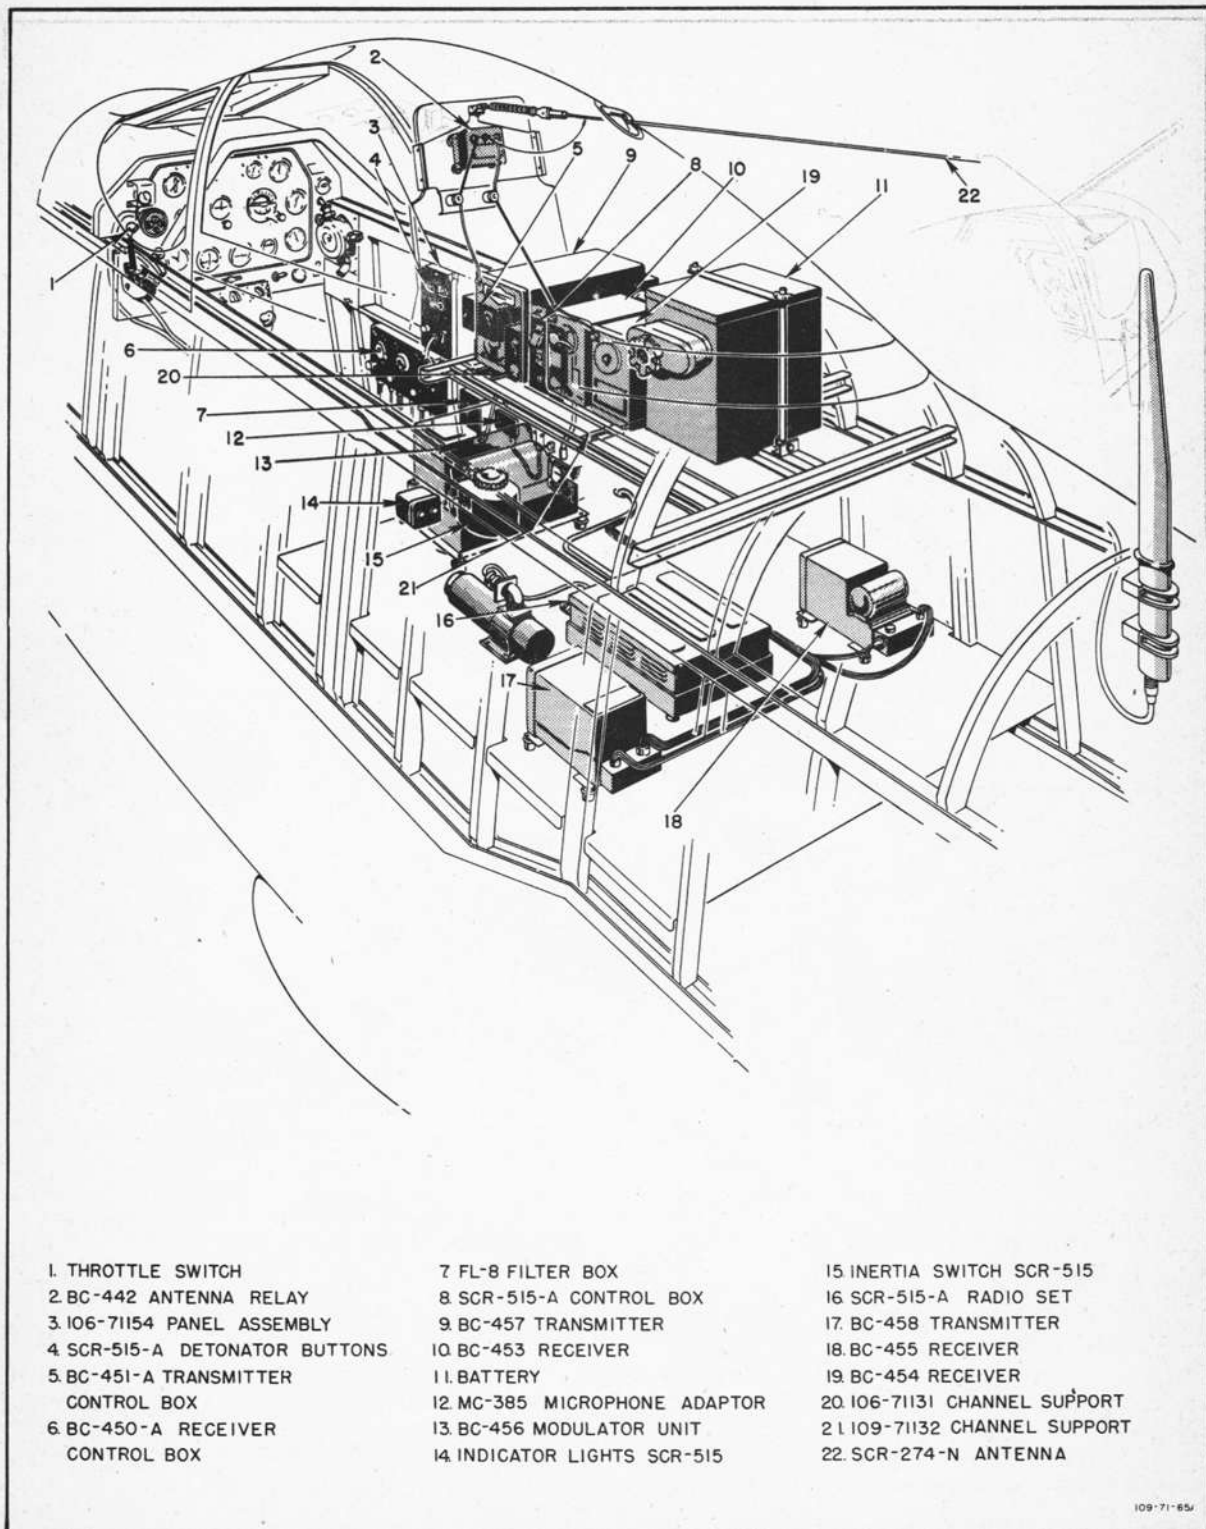 2
3
4
5
9
8
10
19
11
22
1
6
20
7
12
13
14
15
21
16
17
18
1. THROTTLE SWITCH
2. BC-442 ANTENNA RELAY
3. 106-71154 PANEL ASSEMBLY
4. SCR-515-A DETONATOR BUTTONS
5. BC-451-A TRANSMITTER
CONTROL BOX
6. BC-450-A RECEIVER
CONTROL BOX
7. FL-8 FILTER BOX
8. SCR-515-A CONTROL BOX
9. BC-457 TRANSMITTER
10. BC-453 RECEIVER
11. BATTERY
12. MC-385 MICROPHONE ADAPTOR
13. BC-456 MODULATOR UNIT
14. INDICATOR LIGHTS SCR-515
15. INERTIA SWITCH SCR-515
16. SCR-515-A RADIO SET
17. BC-458 TRANSMITTER
18. BC-455 RECEIVER
19. BC-454 RECEIVER
20. 106-71131 CHANNEL SUPPORT
21. 109-71132 CHANNEL SUPPORT
22. SCR-274-N ANTENNA